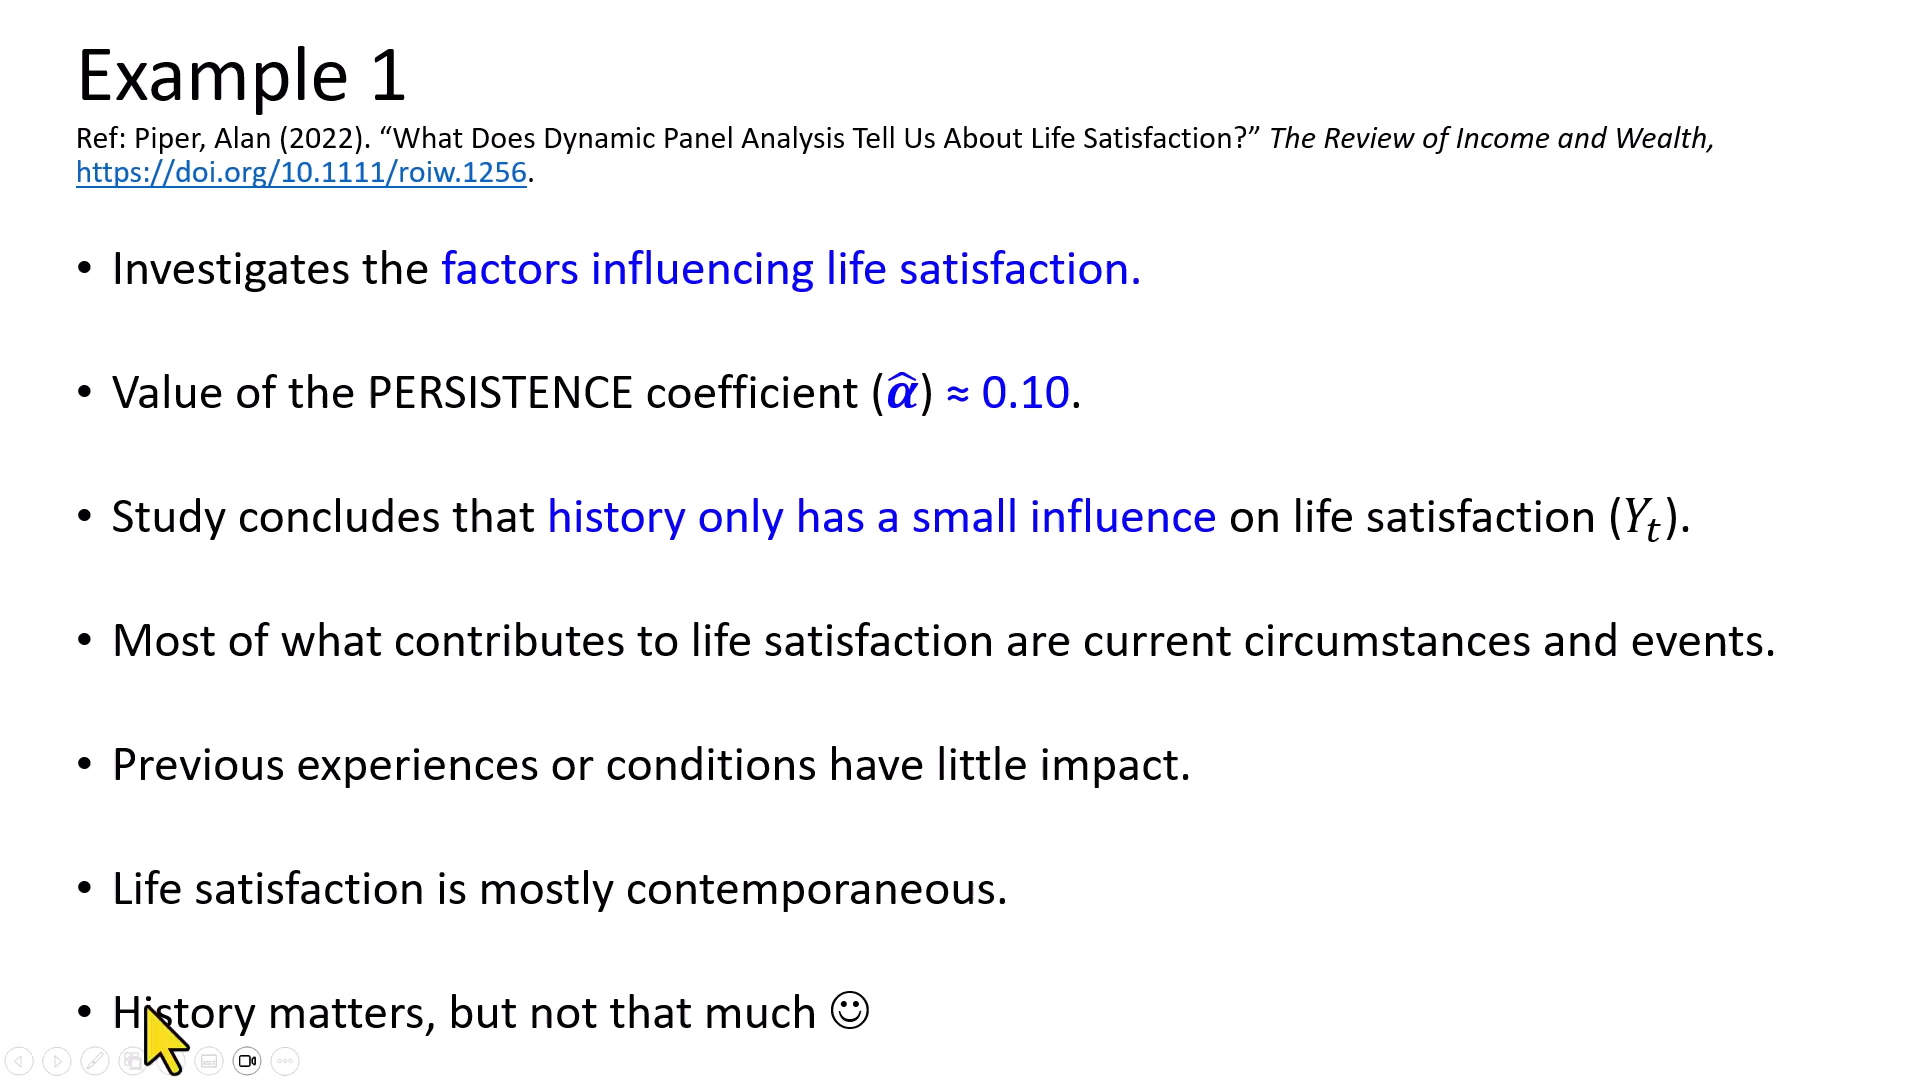 Example 1
Ref: Piper, Alan (2022). “What Does Dynamic Panel Analysis Tell Us About Life Satisfaction?” The Review of Income and Wealth,
https://doi.org/10.1111/roiw.1256.
• Investigates the factors influencing life satisfaction.
• Value of the PERSISTENCE coefficient (α̂) ≈ 0.10.
• Study concludes that history only has a small influence on life satisfaction (Yₜ).
• Most of what contributes to life satisfaction are current circumstances and events.
• Previous experiences or conditions have little impact.
• Life satisfaction is mostly contemporaneous.
• History matters, but not that much ☺